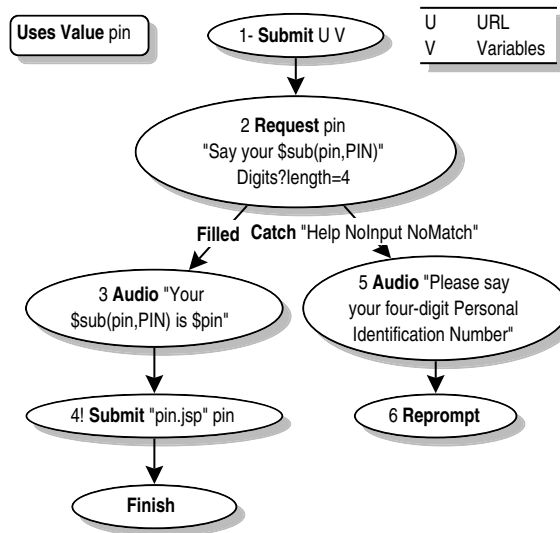 Uses Value pin
1- Submit U V
U URL
V Variables
2 Request pin
"Say your $sub(pin,PIN)"
Digits?length=4
Filled
Catch "Help NoInput NoMatch"
3 Audio "Your
$sub(pin,PIN) is $pin"
5 Audio "Please say
your four-digit Personal
Identification Number"
4! Submit "pin.jsp" pin
6 Reprompt
Finish